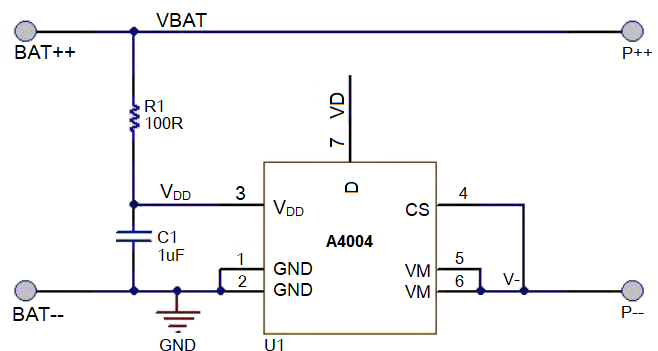 VBAT
BAT++
P++
R1
100R
VD
7
D
VDD
3
VDD
4
CS
C1
1uF
A4004
1
GND
5
VM
2
GND
6
VM
V-
BAT--
P--
GND
U1